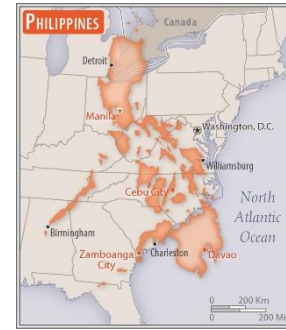 PHILIPPINES
Canada
Detroit
Manila
Washington, D.C.
Williamsburg
Cebu City
North
Atlantic
Ocean
Birmingham
Charleston
Zamboanga
City
Davao
0 200 Km
0 200 Mi